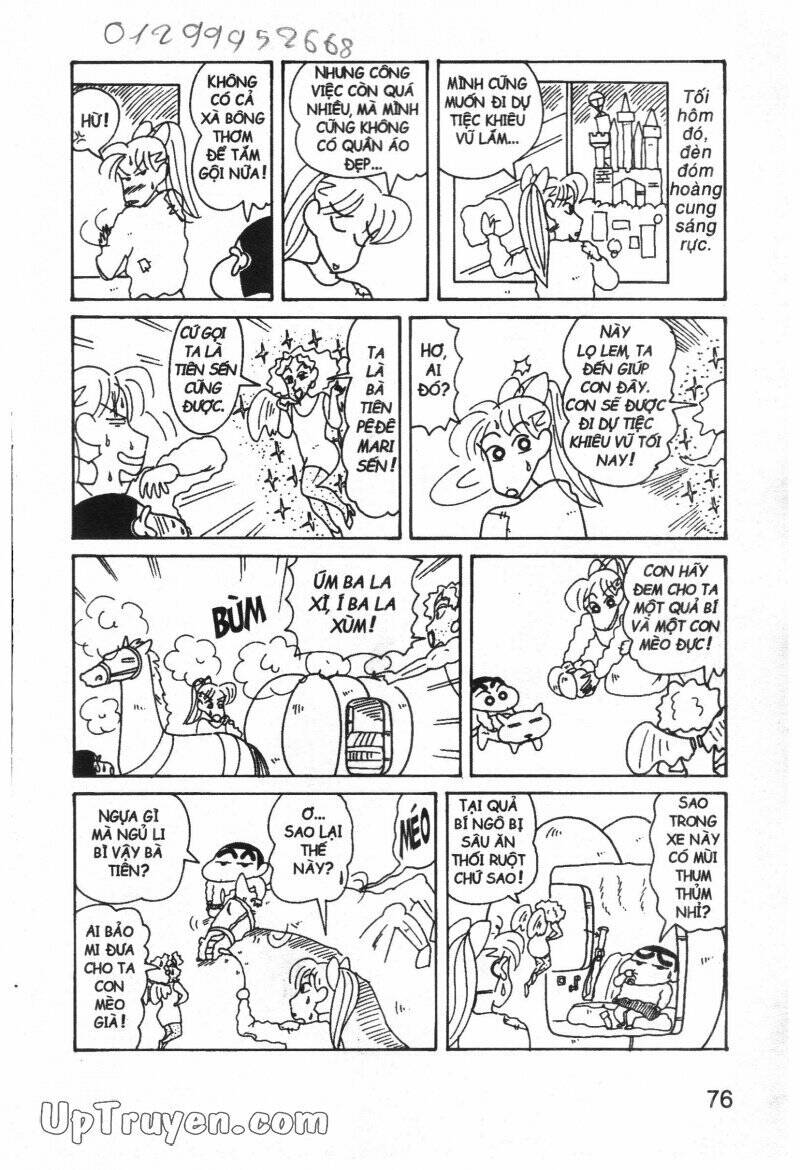 01299952668
Tối
hôm
đó,
đèn
đóm
hoàng
cung
sáng
rực.
MÌNH CŨNG
MUỐN ĐI DỰ
TIỆC KHIÊU
VŨ LẮM...
NHƯNG CÔNG
VIỆC CÒN QUÁ
NHIỀU, MÀ MÌNH
CŨNG KHÔNG
CÓ QUẦN ÁO
ĐẸP...
KHÔNG
CÓ CẢ
XÀ BÔNG
THƠM
ĐỂ TẮM
GỘI NỮA!
HỪ!
NÀY
LỌ LEM, TA
ĐẾN GIÚP
CON ĐÂY.
CON SẼ ĐƯỢC
ĐI DỰ TIỆC
KHIÊU VŨ TỐI
NAY!
HƠ,
AI
ĐÓ?
TA
LÀ
BÀ TIÊN
PÊ ĐÊ
MARI
SẾN!
CỨ GỌI
TA LÀ
TIÊN SẾN
CŨNG
ĐƯỢC.
CON HÃY
ĐEM CHO TA
MỘT QUẢ BÍ
VÀ MỘT CON
MÈO ĐỰC!
ÚM BA LA
XÌ, Í BA LA
XÙM!
BÙM
SAO
TRONG
XE NÀY
CÓ MÙI
THUM
THỦM
NHỈ?
TẠI QUẢ
BÍ NGÔ BỊ
SÂU ĂN
THỐI RUỘT
CHỨ SAO!
MÉO
Ơ...
SAO LẠI
THẾ
NÀY?
NGỰA GÌ
MÀ NGỦ LI
BÌ VẬY BÀ
TIÊN?
AI BẢO
MI ĐƯA
CHO TA
CON
MÈO
GIÀ!
76
UpTruyen.com